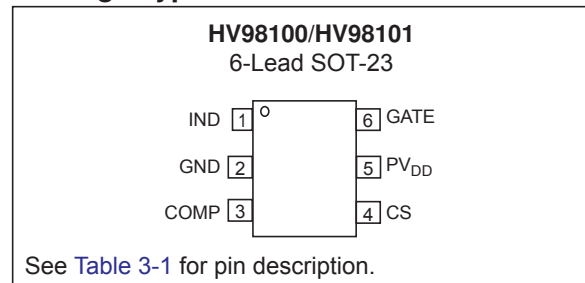 HV98100/HV98101
6-Lead SOT-23
IND 1 6 GATE
GND 2 5 PVDD
COMP 3 4 CS
See Table 3-1 for pin description.